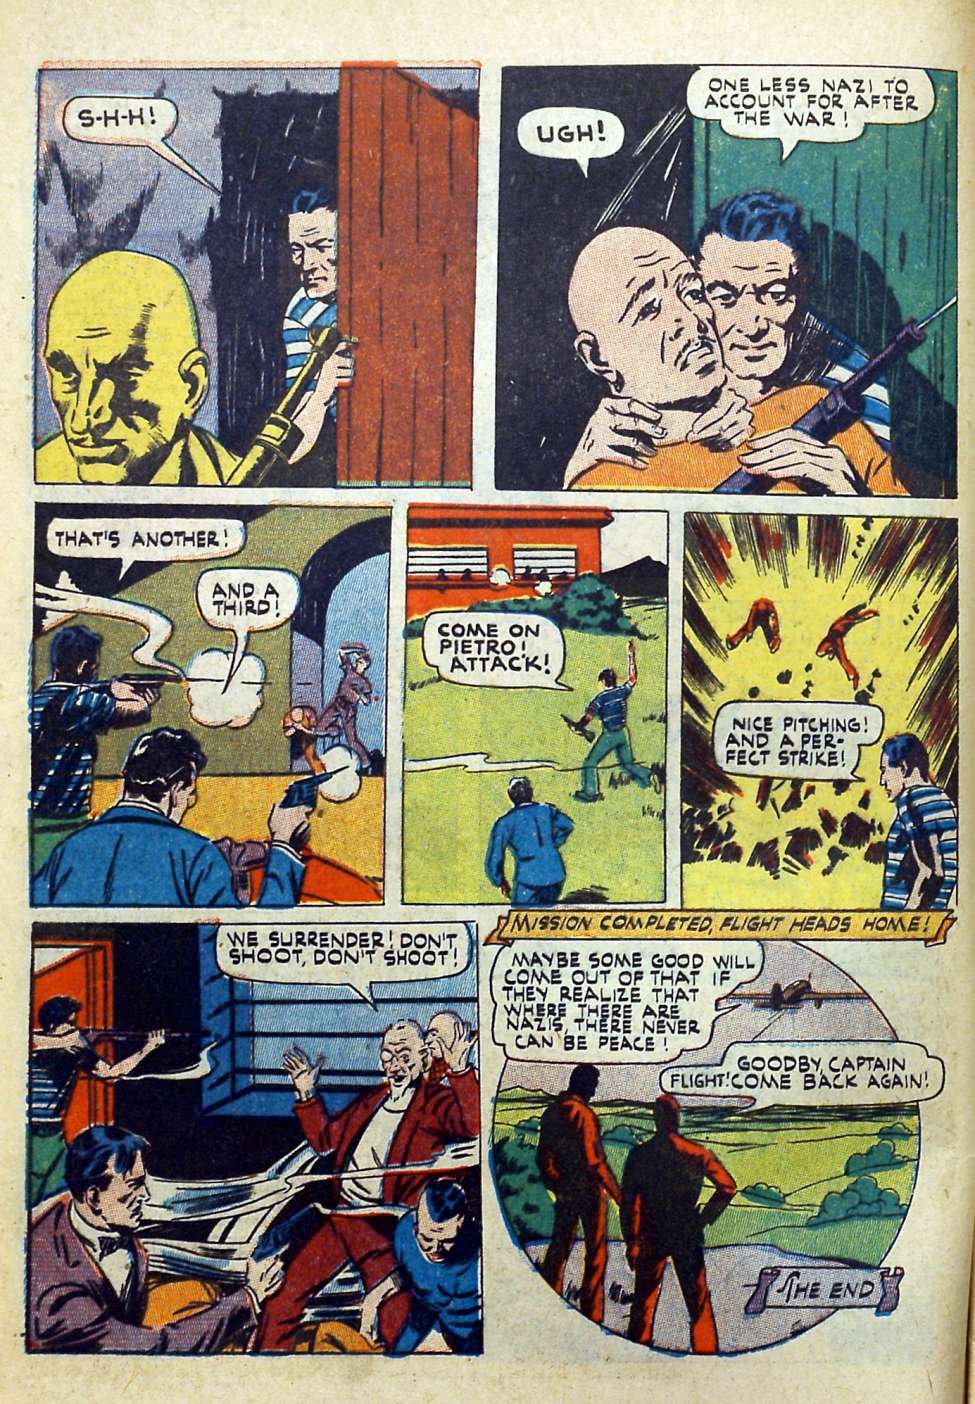 S-H-H!
UGH!
ONE LESS NAZI TO
ACCOUNT FOR AFTER
THE WAR!
THAT'S ANOTHER!
AND A
THIRD!
COME ON
PIETRO!
ATTACK!
NICE PITCHING!
AND A PER-
FECT STRIKE!
WE SURRENDER! DON'T
SHOOT, DON'T SHOOT!
MISSION COMPLETED, FLIGHT HEADS HOME!
MAYBE SOME GOOD WILL
COME OUT OF THAT IF
THEY REALIZE THAT
WHERE THERE ARE
NAZIS, THERE NEVER
CAN BE PEACE!
GOODBY, CAPTAIN
FLIGHT! COME BACK AGAIN!
THE END